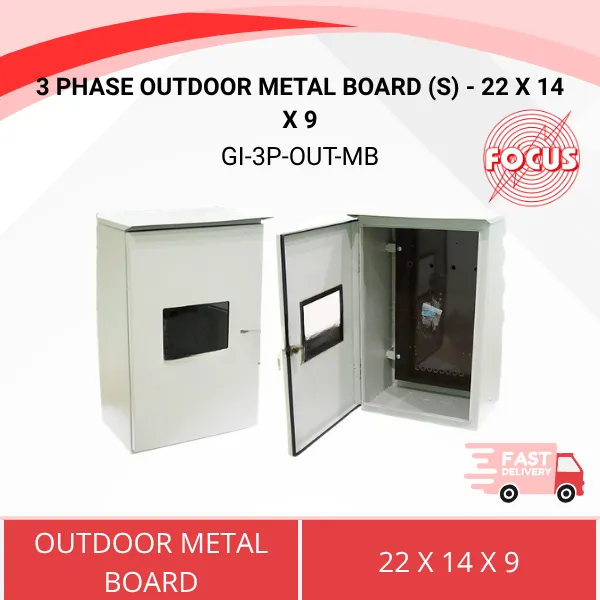 3 PHASE OUTDOOR METAL BOARD (S) - 22 X 14
X 9
GI-3P-OUT-MB
FOCUS
FAST
DELIVERY
OUTDOOR METAL
BOARD
22 X 14 X 9